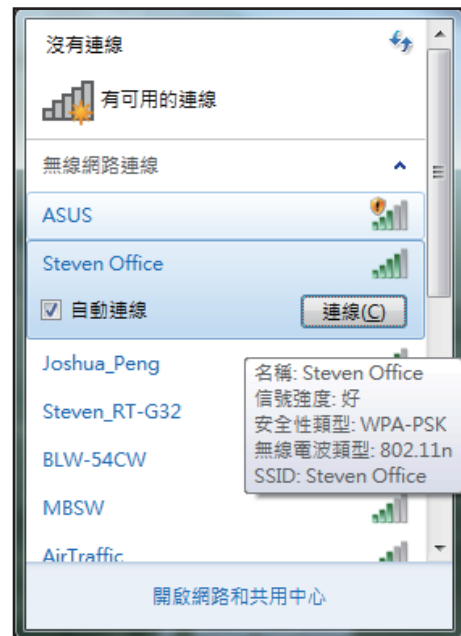 沒有連線
有可用的連線
無線網路連線
ASUS
Steven Office
自動連線
連線(C)
Joshua_Peng
Steven_RT-G32
BLW-54CW
MBSW
AirTraffic
名稱: Steven Office
信號強度: 好
安全性類型: WPA-PSK
無線電波類型: 802.11n
SSID: Steven Office
開啟網路和共用中心